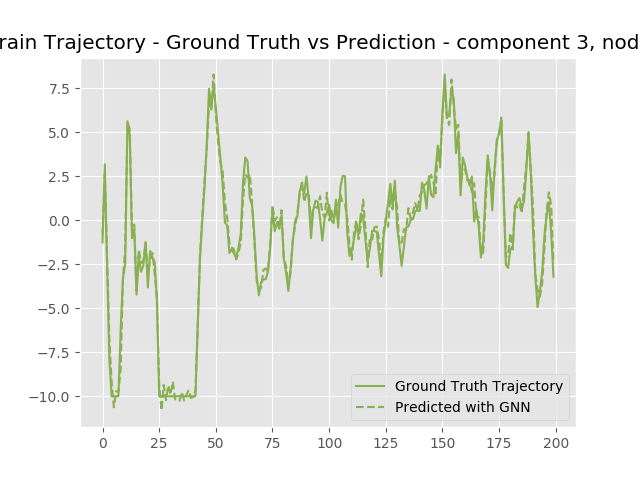 rain Trajectory - Ground Truth vs Prediction - component 3, nod
7.5
5.0
2.5
0.0
−2.5
−5.0
−7.5
−10.0
0 25 50 75 100 125 150 175 200
Ground Truth Trajectory
Predicted with GNN